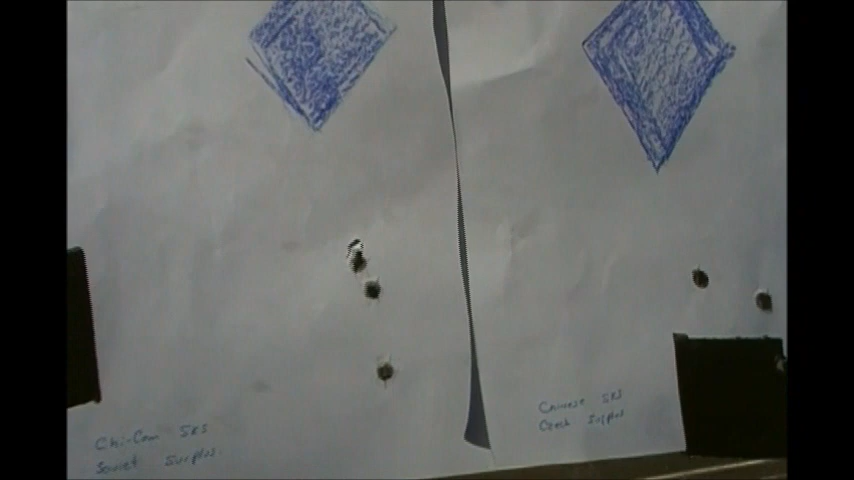 Chi-Com SKS
Soviet Surplus.
Chinese SKS
Czech Surplus